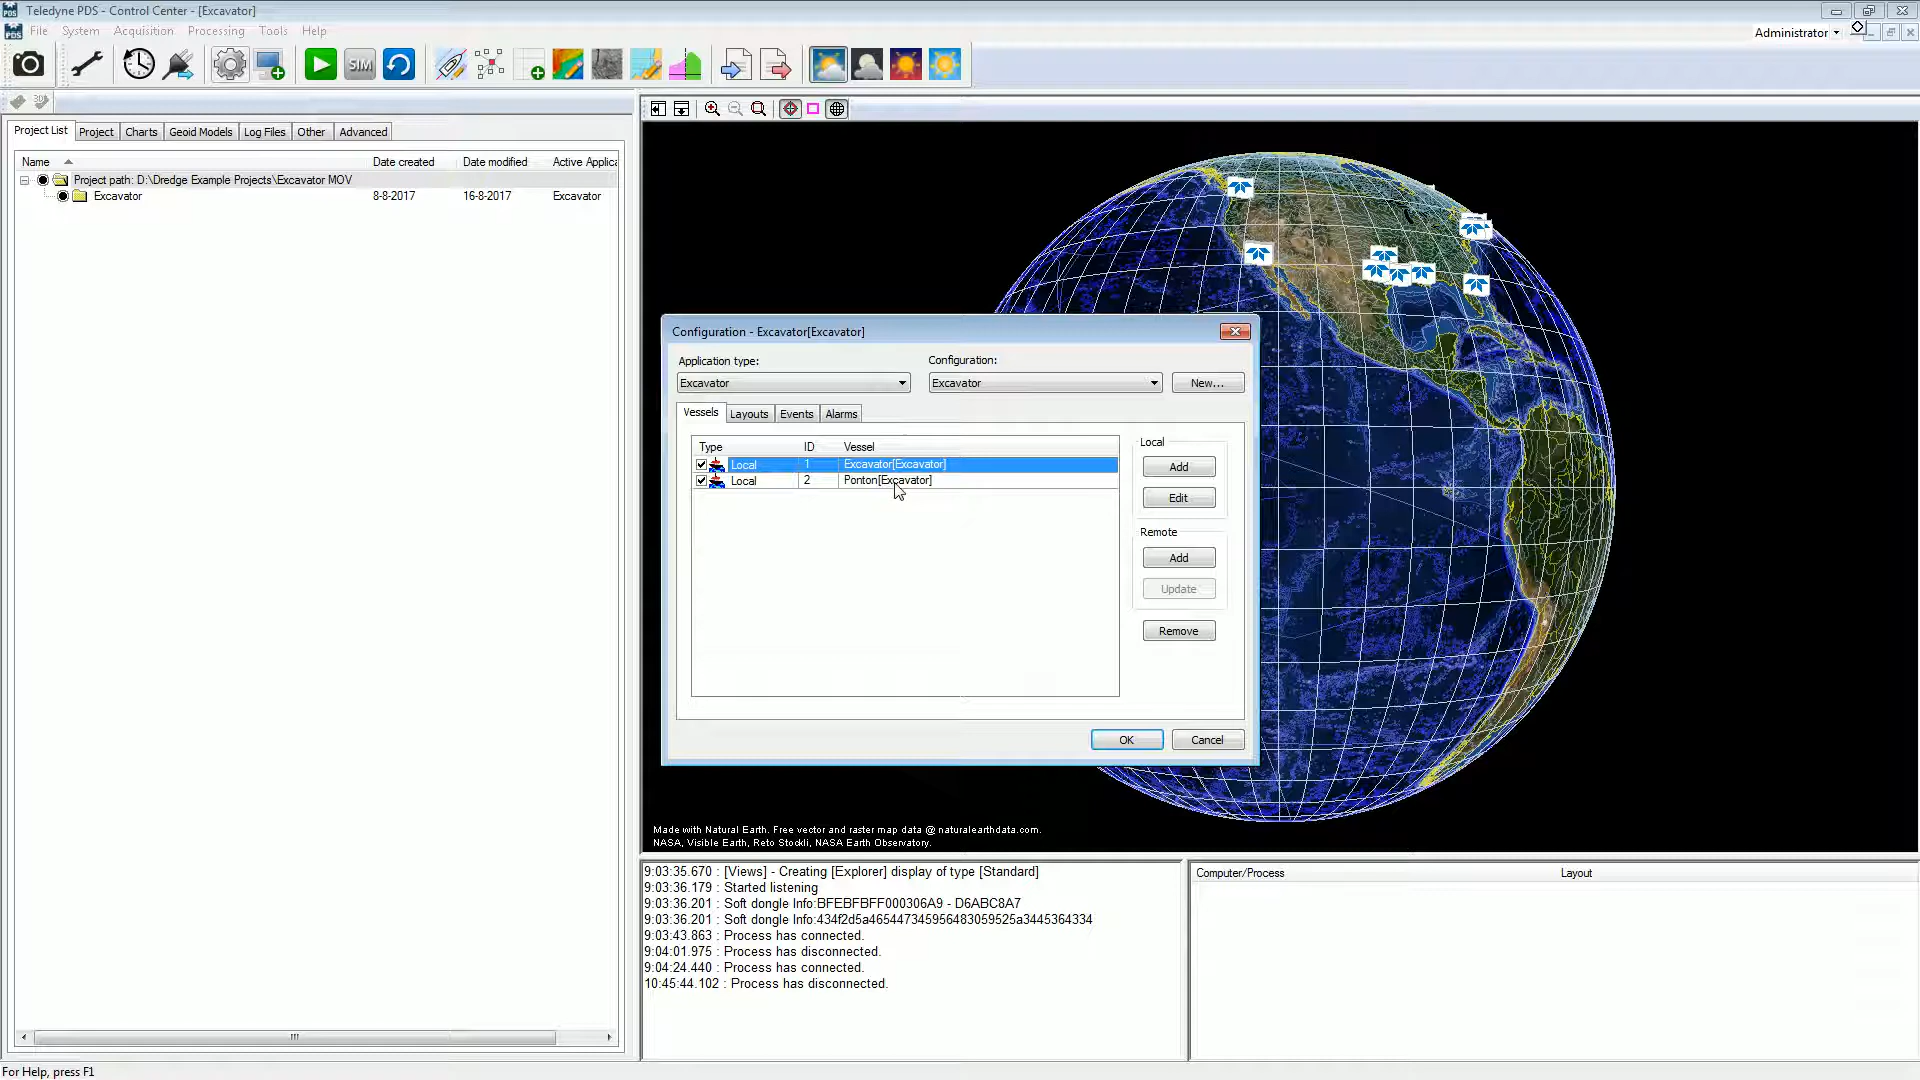 Teledyne PDS - Control Center - [Excavator]
File System Acquisition Processing Tools Help
Administrator
SIM
Project List Project Charts Geoid Models Log Files Other Advanced
Name Date created Date modified Active Applica
Project path: D:\Dredge Example Projects\Excavator MOV
Excavator 8-8-2017 16-8-2017 Excavator
Configuration - Excavator[Excavator]
Application type: Configuration:
Excavator Excavator New...
Vessels Layouts Events Alarms
Type ID Vessel
Local 1 Excavator[Excavator]
Local 2 Ponton[Excavator]
Local
Add
Edit
Remote
Add
Update
Remove
OK Cancel
Made with Natural Earth. Free vector and raster map data @ naturalearthdata.com.
NASA, Visible Earth, Reto Stockli, NASA Earth Observatory.
9:03:35.670 : [Views] - Creating [Explorer] display of type [Standard]
9:03:36.179 : Started listening
9:03:36.201 : Soft dongle Info:BFEBFBFF000306A9 - D6ABC8A7
9:03:36.201 : Soft dongle Info:434f2d5a465447345956483059525a3445364334
9:03:43.863 : Process has connected.
9:04:01.975 : Process has disconnected.
9:04:24.440 : Process has connected.
10:45:44.102 : Process has disconnected.
Computer/Process Layout
For Help, press F1